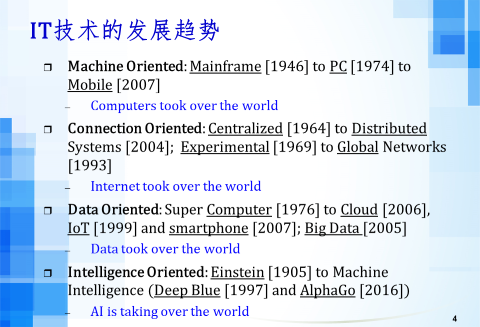 IT技术的发展趋势
❒ Machine Oriented: Mainframe [1946] to PC [1974] to
Mobile [2007]
– Computers took over the world
❒ Connection Oriented: Centralized [1964] to Distributed
Systems [2004]; Experimental [1969] to Global Networks
[1993]
– Internet took over the world
❒ Data Oriented: Super Computer [1976] to Cloud [2006],
IoT [1999] and smartphone [2007]; Big Data [2005]
– Data took over the world
❒ Intelligence Oriented: Einstein [1905] to Machine
Intelligence (Deep Blue [1997] and AlphaGo [2016])
– AI is taking over the world
4